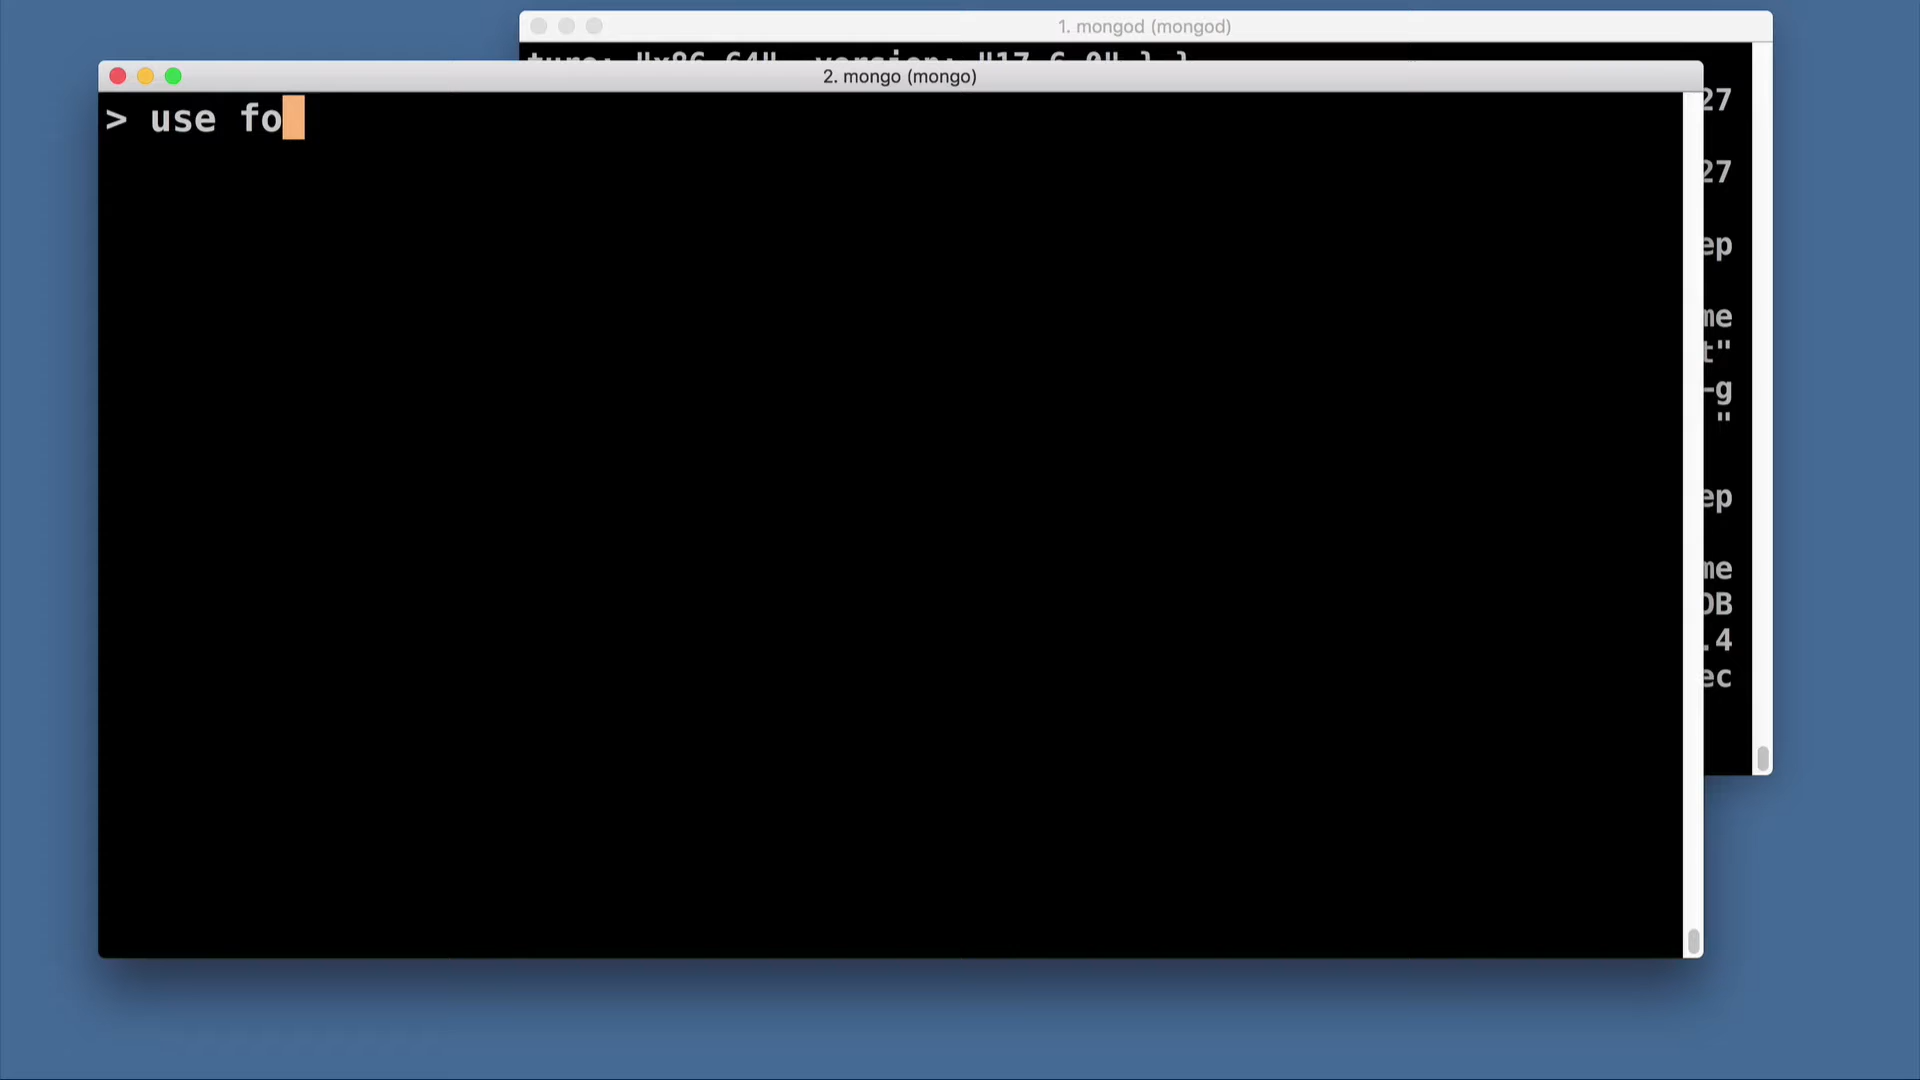 1. mongod (mongod)
2. mongo (mongo)
> use fo
27
27
ep
me
t"
-g
"
ep
me
DB
.4
ec